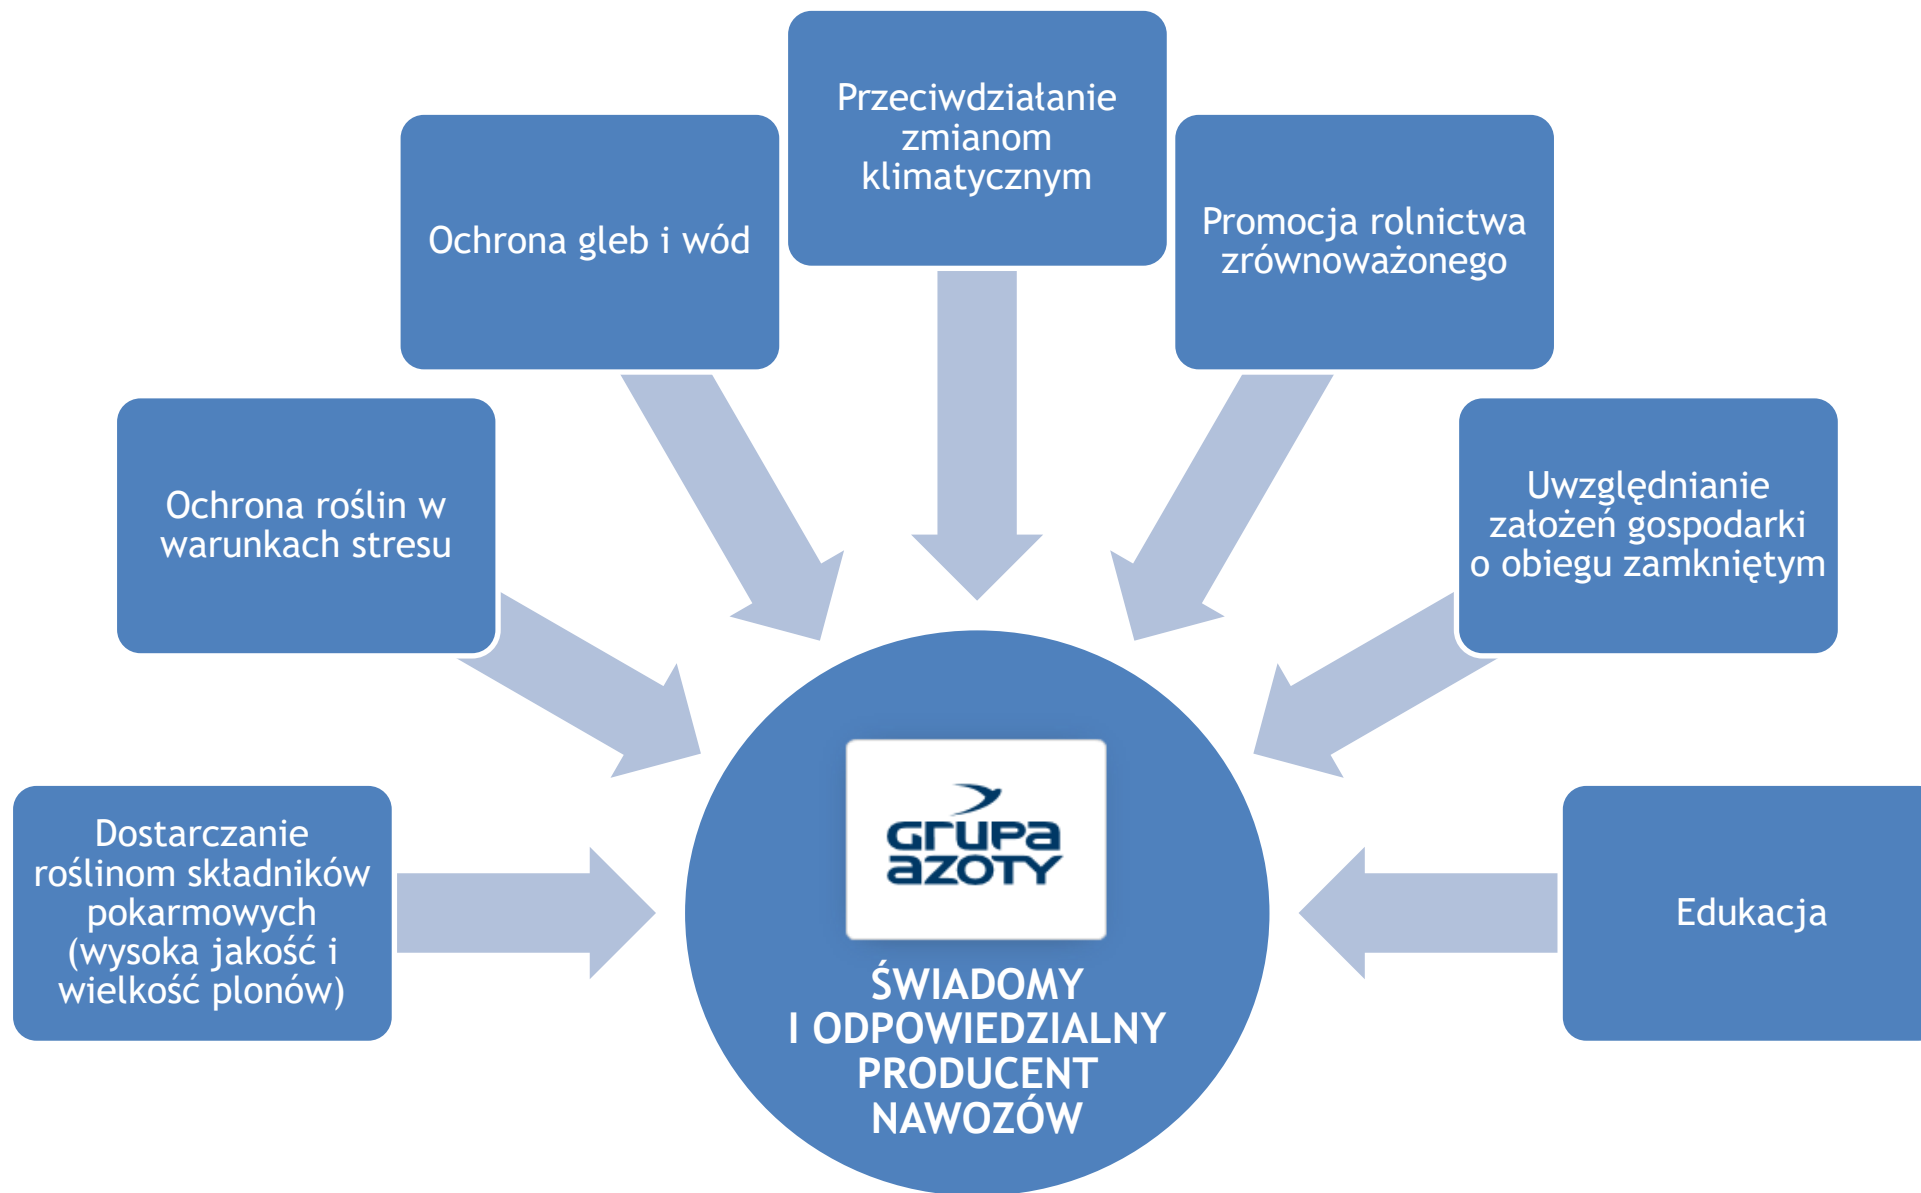 Przeciwdziałanie
zmianom
klimatycznym
Ochrona gleb i wód
Promocja rolnictwa
zrównoważonego
Ochrona roślin w
warunkach stresu
Uwzględnianie
założeń gospodarki
o obiegu zamkniętym
Dostarczanie
roślinom składników
pokarmowych
(wysoka jakość i
wielkość plonów)
Edukacja
GRUPA
AZOTY
ŚWIADOMY
I ODPOWIEDZIALNY
PRODUCENT
NAWOZÓW